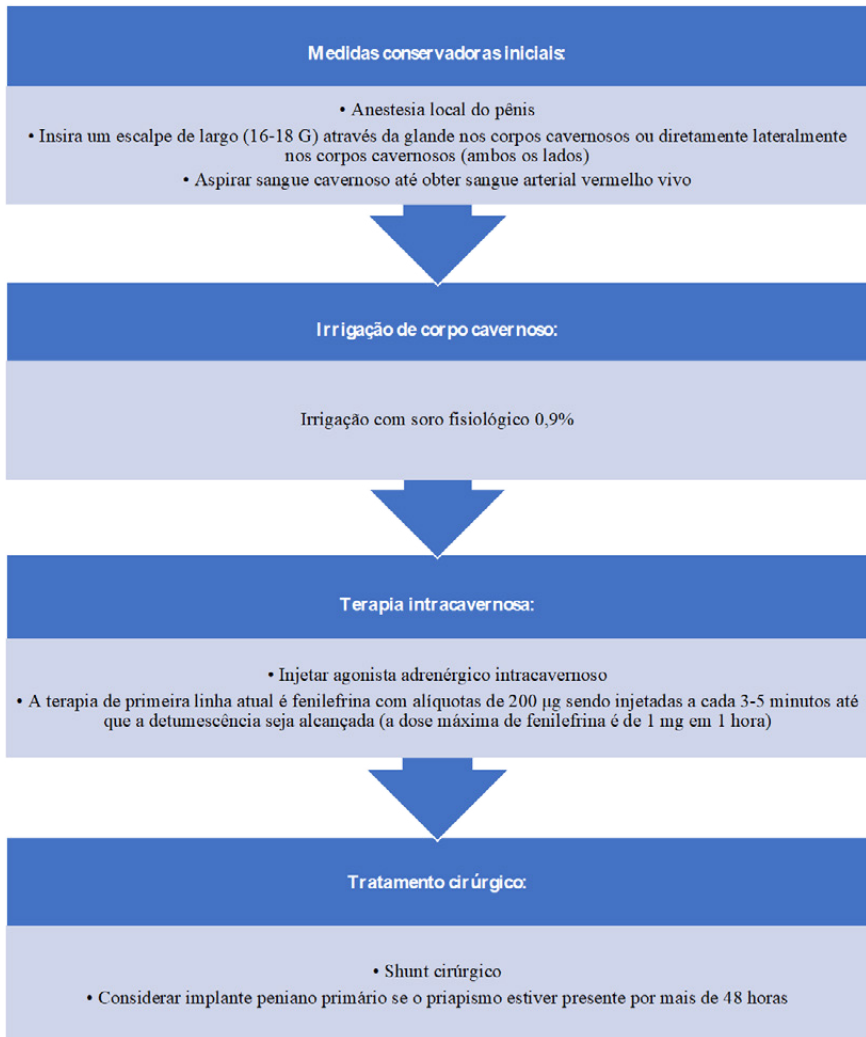 Medidas conservadoras iniciais:
• Anestesia local do pênis
• Insira um escalpe de largo (16-18 G) através da glande nos corpos cavernosos ou diretamente lateralmente
nos corpos cavernosos (ambos os lados)
• Aspirar sangue cavernoso até obter sangue arterial vermelho vivo
Irrigação de corpo cavernoso:
Irrigação com soro fisiológico 0,9%
Terapia intracavernosa:
• Injetar agonista adrenérgico intracavernoso
• A terapia de primeira linha atual é fenilefrina com alíquotas de 200 μg sendo injetadas a cada 3-5 minutos até
que a detumescência seja alcançada (a dose máxima de fenilefrina é de 1 mg em 1 hora)
Tratamento cirúrgico:
• Shunt cirúrgico
• Considerar implante peniano primário se o priapismo estiver presente por mais de 48 horas